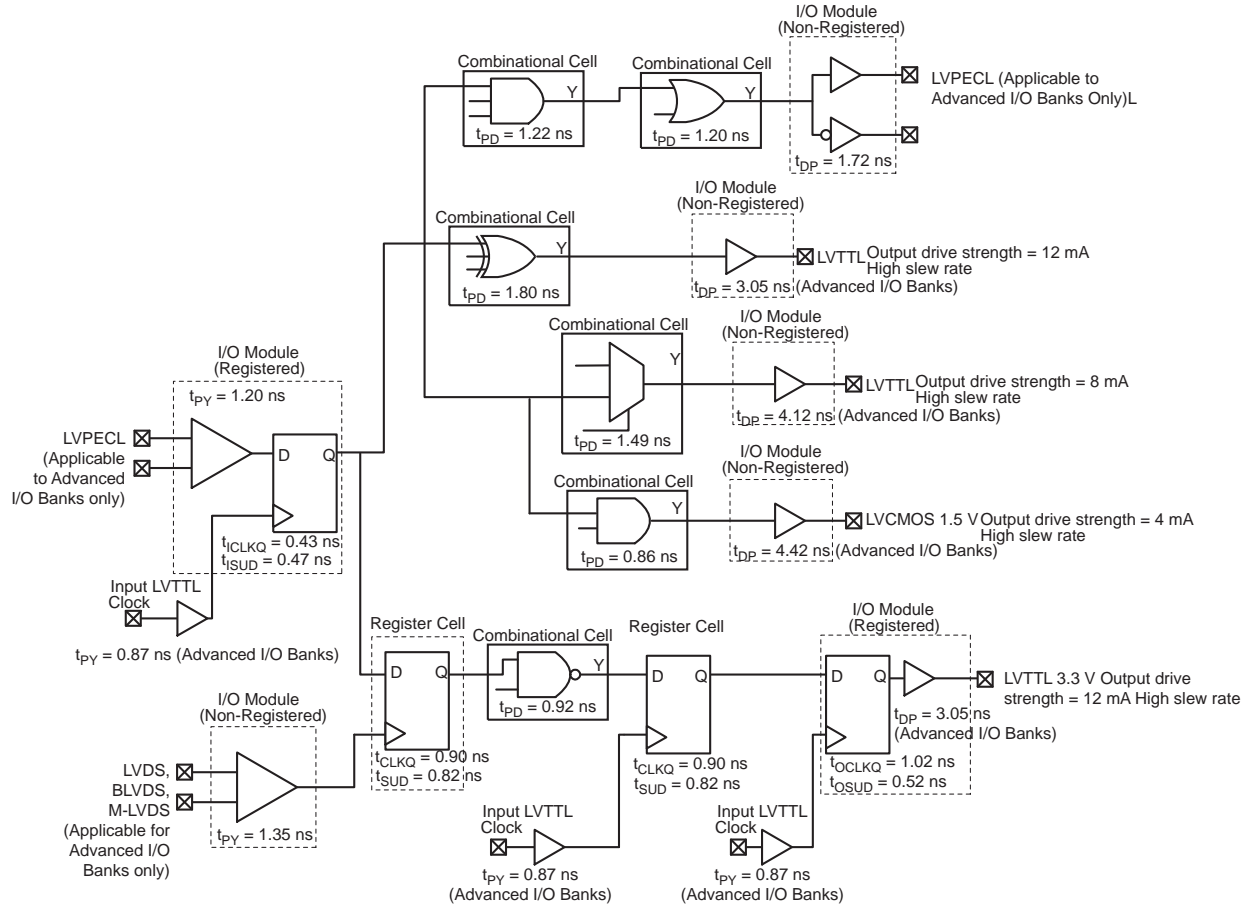 I/O Module
(Non-Registered)
Combinational Cell
Y
tPD = 1.22 ns
Combinational Cell
Y
tPD = 1.20 ns
tDP = 1.72 ns
LVPECL (Applicable to
Advanced I/O Banks Only)L
I/O Module
(Non-Registered)
Combinational Cell
Y
tPD = 1.80 ns
tDP = 3.05 ns (Advanced I/O Banks)
LVTTL Output drive strength = 12 mA
High slew rate
I/O Module
(Non-Registered)
Combinational Cell
Y
tPD = 1.49 ns
tDP = 4.12 ns (Advanced I/O Banks)
LVTTL Output drive strength = 8 mA
High slew rate
I/O Module
(Registered)
tPY = 1.20 ns
LVPECL
(Applicable
to Advanced
I/O Banks only)
D
Q
tICLKQ = 0.43 ns
tISUD = 0.47 ns
Input LVTTL
Clock
tPY = 0.87 ns (Advanced I/O Banks)
I/O Module
(Non-Registered)
Combinational Cell
Y
tPD = 0.86 ns
tDP = 4.42 ns (Advanced I/O Banks)
LVCMOS 1.5 V Output drive strength = 4 mA
High slew rate
Register Cell
D
Q
tCLKQ = 0.90 ns
tSUD = 0.82 ns
Combinational Cell
Y
tPD = 0.92 ns
Register Cell
D
Q
tCLKQ = 0.90 ns
tSUD = 0.82 ns
I/O Module
(Registered)
D
Q
tDP = 3.05 ns
(Advanced I/O Banks)
tOCLKQ = 1.02 ns
tOSUD = 0.52 ns
LVTTL 3.3 V Output drive
strength = 12 mA High slew rate
I/O Module
(Non-Registered)
LVDS,
BLVDS,
M-LVDS
(Applicable for
Advanced I/O
Banks only)
tPY = 1.35 ns
Input LVTTL
Clock
tPY = 0.87 ns
(Advanced I/O Banks)
Input LVTTL
Clock
tPY = 0.87 ns
(Advanced I/O Banks)